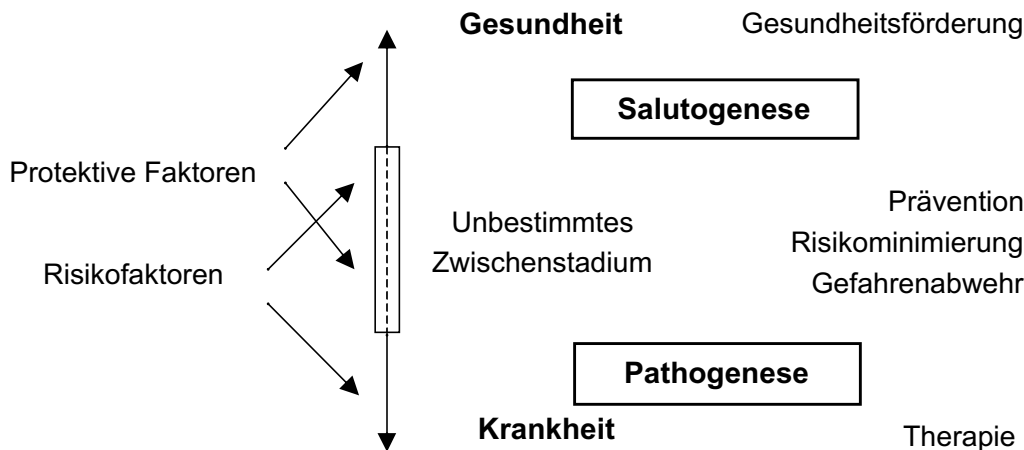 Gesundheit Gesundheitsförderung
Salutogenese
Protektive Faktoren
Unbestimmtes
Zwischenstadium
Prävention
Risikominimierung
Gefahrenabwehr
Risikofaktoren
Pathogenese
Krankheit
Therapie